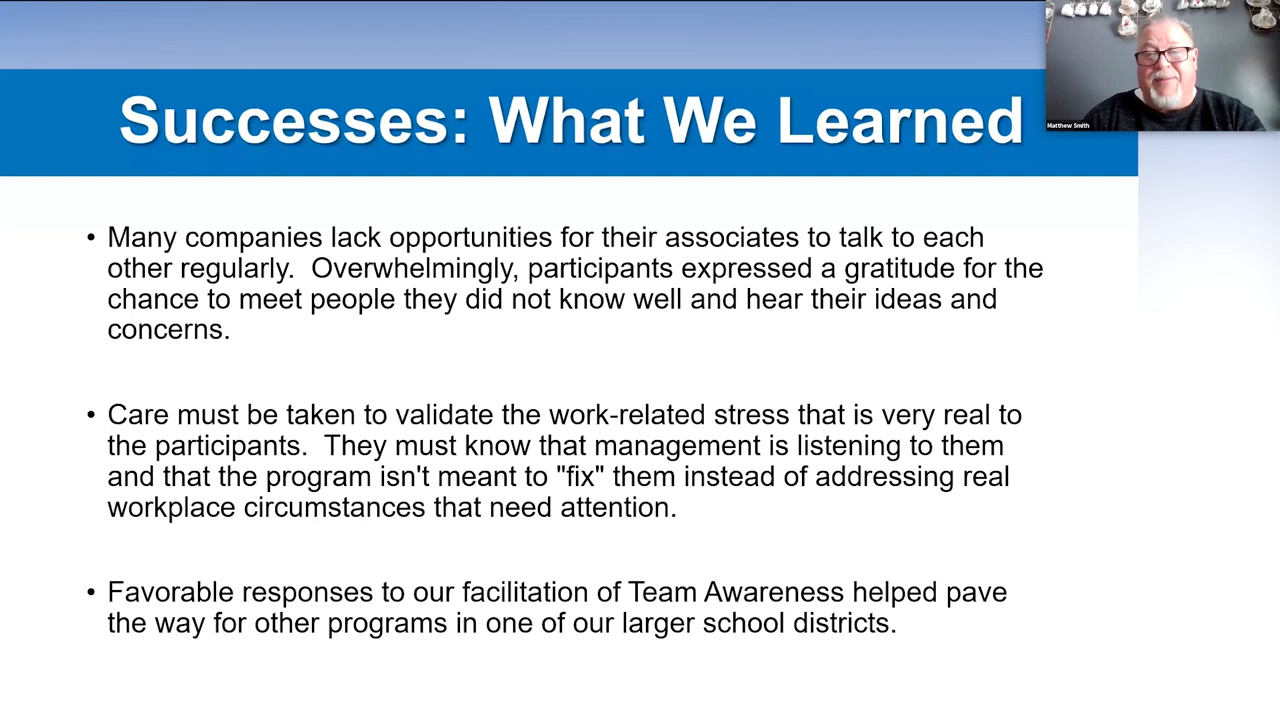 Successes: What We Learned
Matthew Smith
• Many companies lack opportunities for their associates to talk to each
other regularly.  Overwhelmingly, participants expressed a gratitude for the
chance to meet people they did not know well and hear their ideas and
concerns.
• Care must be taken to validate the work-related stress that is very real to
the participants.  They must know that management is listening to them
and that the program isn't meant to "fix" them instead of addressing real
workplace circumstances that need attention.
• Favorable responses to our facilitation of Team Awareness helped pave
the way for other programs in one of our larger school districts.